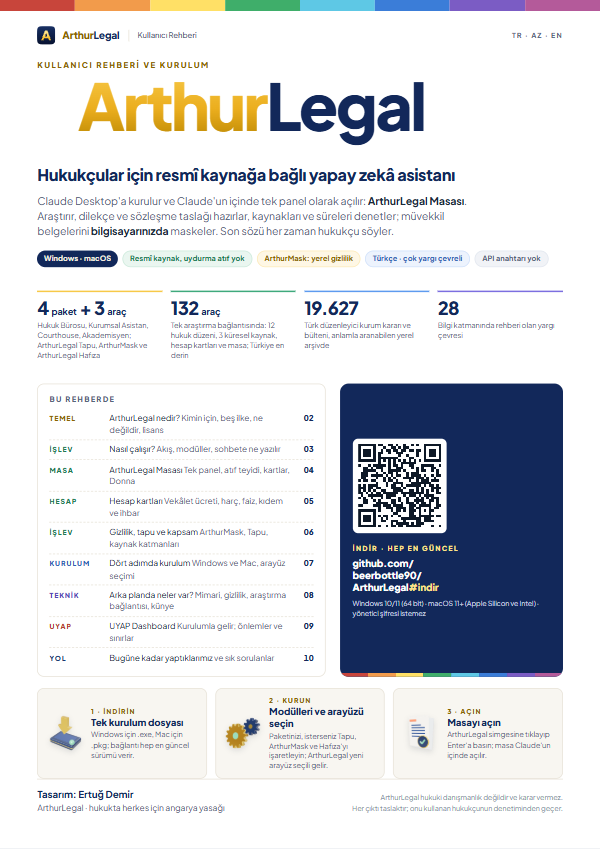 A ArthurLegal Kullanıcı Rehberi TR · AZ · EN
KULLANICI REHBERİ VE KURULUM
ArthurLegal
Hukukçular için resmî kaynağa bağlı yapay zekâ asistanı
Claude Desktop'a kurulur ve Claude'un içinde tek panel olarak açılır: ArthurLegal Masası.
Araştırır, dilekçe ve sözleşme taslağı hazırlar, kaynakları ve süreleri denetler; müvekkil
belgelerini bilgisayarınızda maskeler. Son sözü her zaman hukukçu söyler.
Windows · macOS
Resmî kaynak, uydurma atıf yok
ArthurMask: yerel gizlilik
Türkçe · çok yargı çevreli
API anahtarı yok
4 paket + 3 araç
Hukuk Bürosu, Kurumsal Asistan,
Courthouse, Akademisyen;
ArthurLegal Tapu, ArthurMask ve
ArthurLegal Hafıza
132 araç
Tek araştırma bağlantısında: 12
hukuk düzeni, 3 küresel kaynak,
hesap kartları ve masa; Türkiye en
derin
19.627
Türk düzenleyici kurum kararı ve
bülteni, anlamla aranabilen yerel
arşivde
28
Bilgi katmanında rehberi olan yargı
çevresi
BU REHBERDE
TEMEL ArthurLegal nedir? Kimin için, beş ilke, ne 02
değildir, lisans
İŞLEV Nasıl çalışır? Akış, modüller, sohbette ne yazılır 03
MASA ArthurLegal Masası Tek panel, atıf teyidi, kartlar, 04
Donna
HESAP Hesap kartları Vekâlet ücreti, harç, faiz, kıdem 05
ve ihbar
İŞLEV Gizlilik, tapu ve kapsam ArthurMask, Tapu, 06
kaynak katmanları
KURULUM Dört adımda kurulum Windows ve Mac, arayüz 07
seçimi
TEKNİK Arka planda neler var? Mimari, gizlilik, araştırma 08
bağlantısı, künye
UYAP UYAP Dashboard Kurulumla gelir; önlemler ve 09
sınırlar
YOL Bugüne kadar yaptıklarımız ve sık sorulanlar 10
İNDİR · HEP EN GÜNCEL
github.com/
beerbottle90/
ArthurLegal#indir
Windows 10/11 (64 bit) · macOS 11+ (Apple Silicon ve Intel) ·
yönetici şifresi istemez
1 · İNDİRİN
Tek kurulum dosyası
Windows için .exe, Mac için
.pkg; bağlantı hep en güncel
sürümü verir.
2 · KURUN
Modülleri ve arayüzü
seçin
Paketinizi, isterseniz Tapu,
ArthurMask ve Hafıza'yı
işaretleyin; ArthurLegal yeni
arayüz seçili gelir.
3 · AÇIN
Masayı açın
ArthurLegal simgesine tıklayıp
Enter'a basın; masa Claude'un
içinde açılır.
Tasarım: Ertuğ Demir
ArthurLegal · hukukta herkes için angarya yasağı
ArthurLegal hukuki danışmanlık değildir ve karar vermez.
Her çıktı taslaktır; onu kullanan hukukçunun denetiminden geçer.